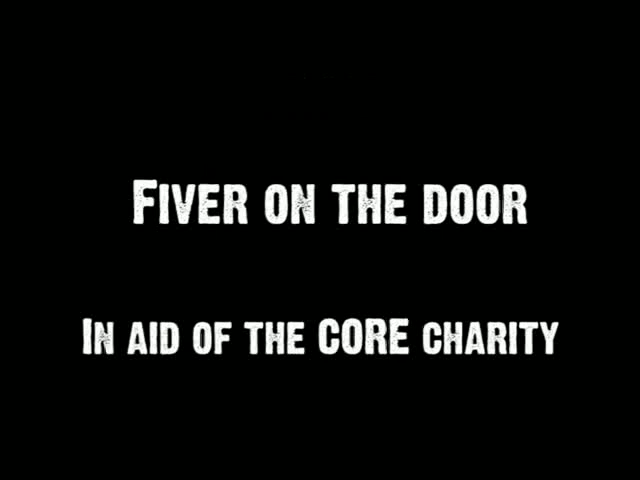 Fiver on the door
In aid of the CORE charity